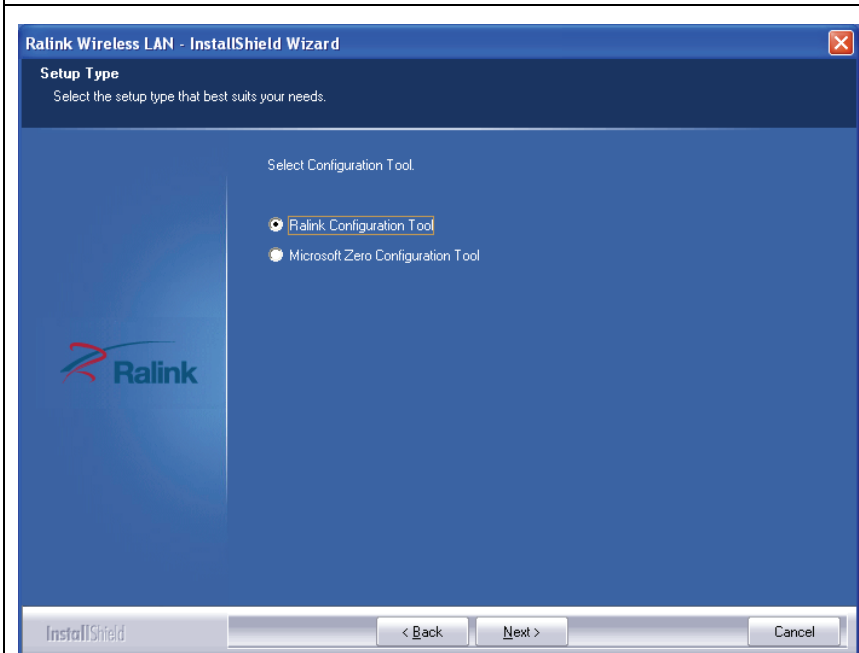 Ralink Wireless LAN - InstallShield Wizard
Setup Type
Select the setup type that best suits your needs.
Select Configuration Tool.
Ralink Configuration Tool
Microsoft Zero Configuration Tool
Ralink
InstallShield
< Back
Next >
Cancel